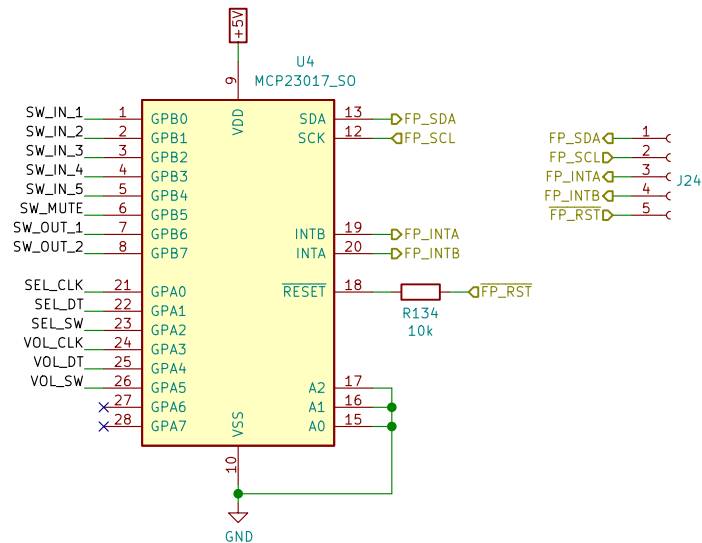 +5V
U4
MCP23017_SO
9
VDD
SW_IN_1 1 GPB0
SW_IN_2 2 GPB1
SW_IN_3 3 GPB2
SW_IN_4 4 GPB3
SW_IN_5 5 GPB4
SW_MUTE 6 GPB5
SW_OUT_1 7 GPB6
SW_OUT_2 8 GPB7
SEL_CLK 21 GPA0
SEL_DT 22 GPA1
SEL_SW 23 GPA2
VOL_CLK 24 GPA3
VOL_DT 25 GPA4
VOL_SW 26 GPA5
27 GPA6
28 GPA7
SDA 13 FP_SDA
SCK 12 FP_SCL
INTB 19 FP_INTA
INTA 20 FP_INTB
RESET 18 FP_RST
R134
10k
A2 17
A1 16
A0 15
VSS
10
GND
FP_SDA 1
FP_SCL 2
FP_INTA 3
FP_INTB 4
FP_RST 5
J24